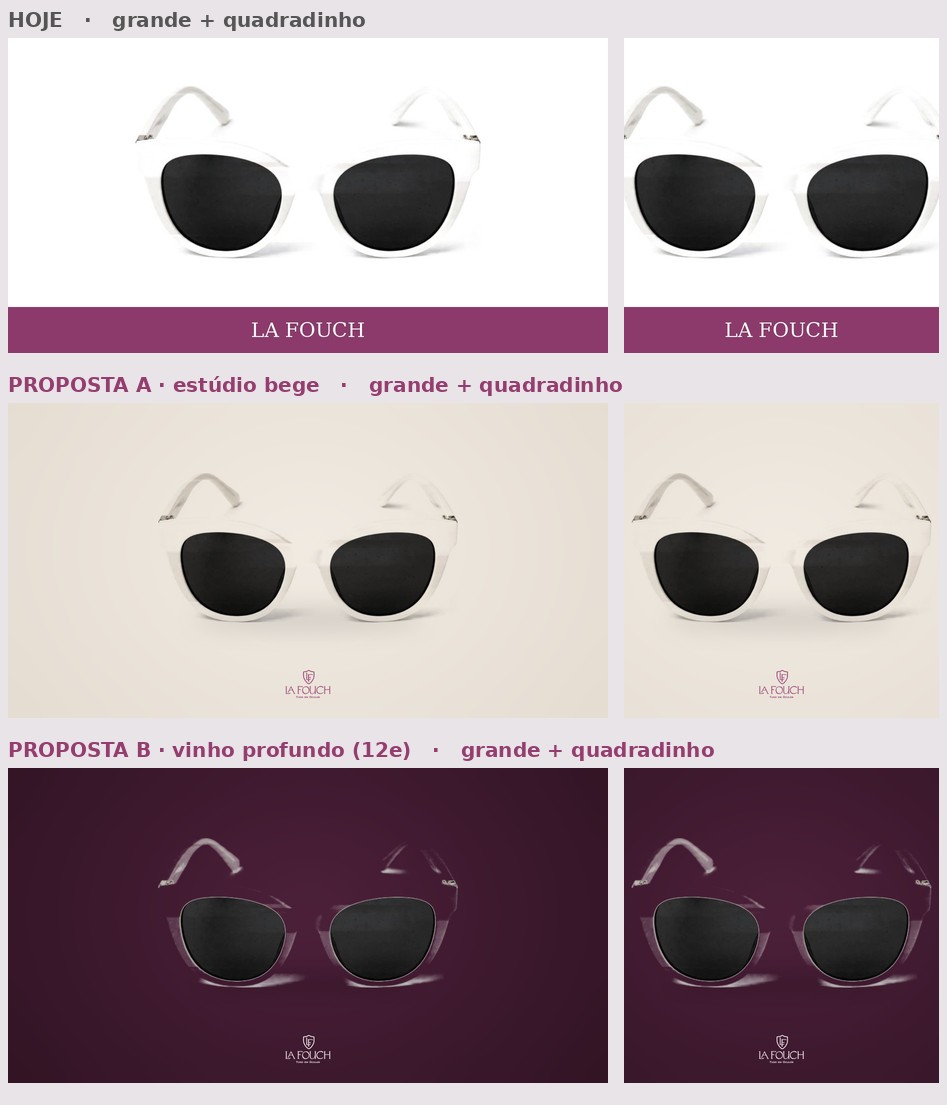 HOJE · grande + quadradinho
LA FOUCH
LA FOUCH
PROPOSTA A · estúdio bege · grande + quadradinho
LA FOUCH
LA FOUCH
PROPOSTA B · vinho profundo (12e) · grande + quadradinho
LA FOUCH
LA FOUCH